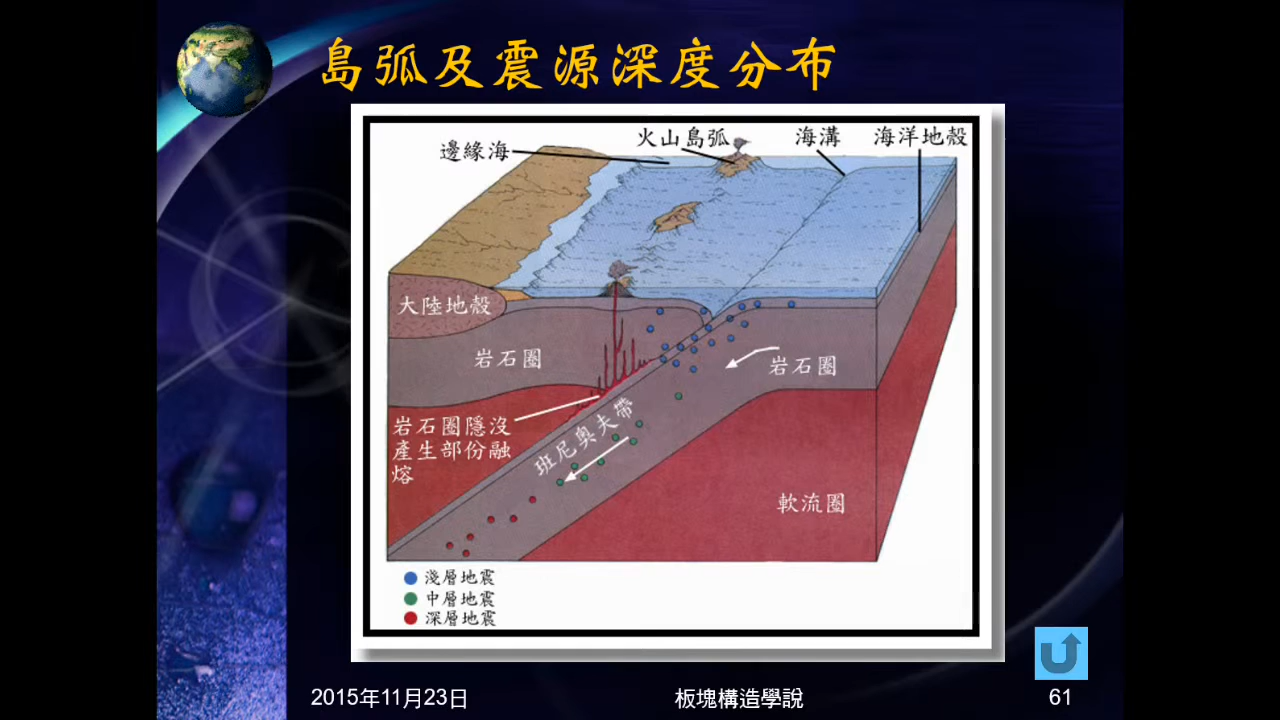 島弧及震源深度分布
邊緣海
火山島弧
海溝
海洋地殼
大陸地殼
岩石圈
岩石圈
岩石圈隱沒
產生部份融
熔
班尼奧夫帶
軟流圈
淺層地震
中層地震
深層地震
2015年11月23日
板塊構造學說
61